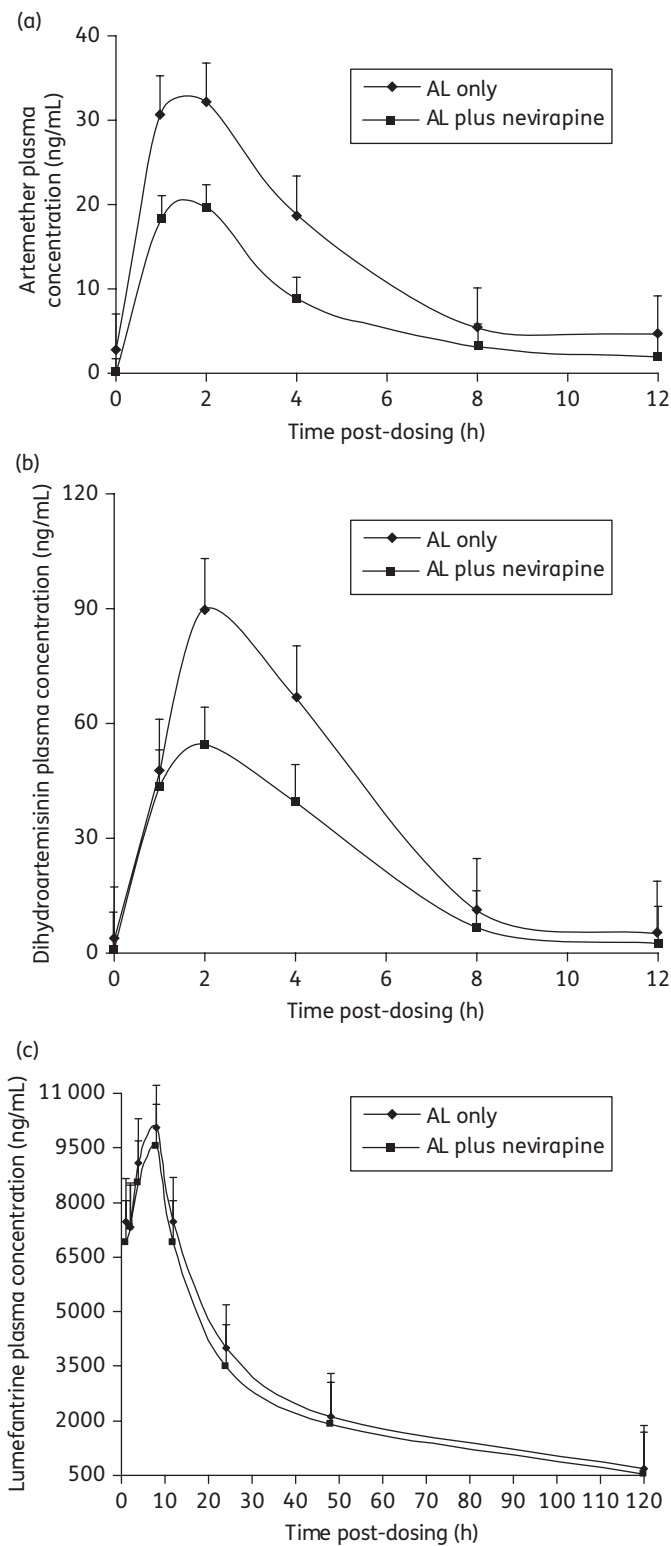 (a)
40
30
20
10
0
Artemether plasma
concentration (ng/mL)
AL only
AL plus nevirapine
0 2 4 6 8 10 12
Time post-dosing (h)
(b)
120
90
60
30
0
Dihydroartemisinin plasma concentration (ng/mL)
AL only
AL plus nevirapine
0 2 4 6 8 10 12
Time post-dosing (h)
(c)
11 000
9500
8000
6500
5000
3500
2000
500
Lumefantrine plasma concentration (ng/mL)
AL only
AL plus nevirapine
0 10 20 30 40 50 60 70 80 90 100 110 120
Time post-dosing (h)